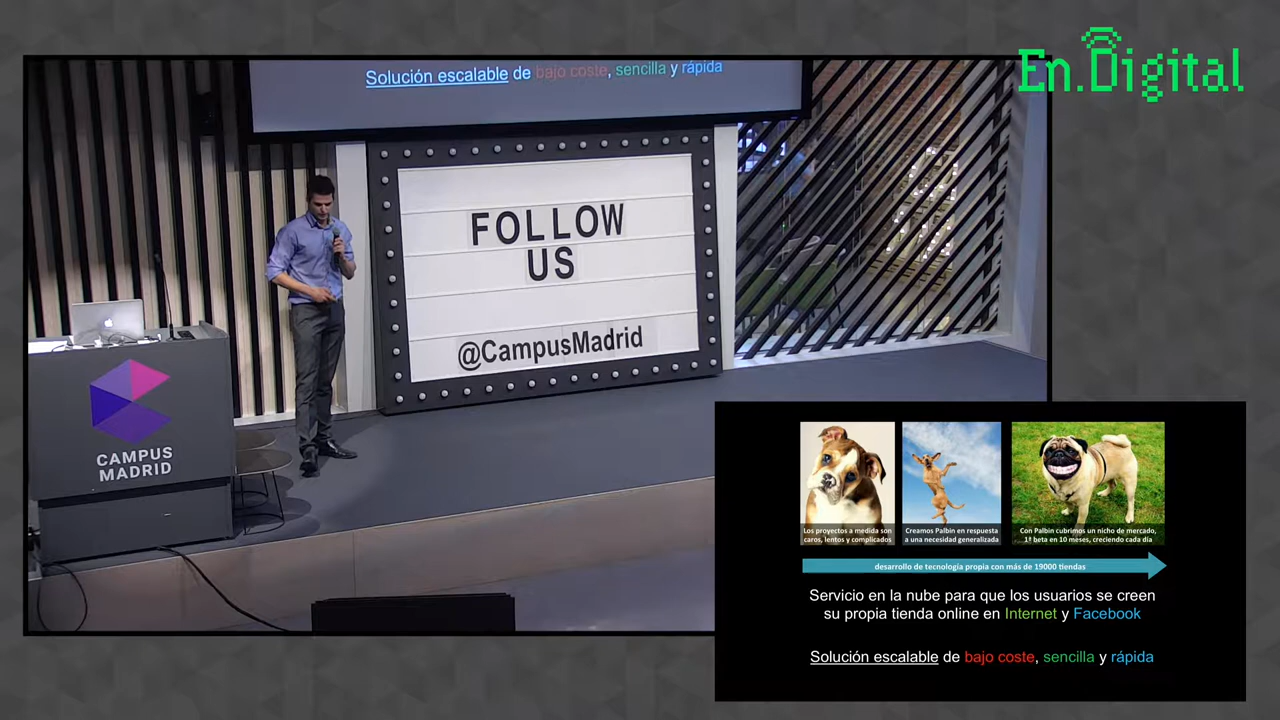 En.Digital
Solución escalable de bajo coste, sencilla y rápida
FOLLOW
US
@CampusMadrid
CAMPUS
MADRID
Los proyectos a medida son
caros, lentos y complicados
Creamos Palbin en respuesta
a una necesidad generalizada
Con Palbin cubrimos un nicho de mercado,
1ª beta en 10 meses, creciendo cada día
desarrollo de tecnología propia con más de 19000 tiendas
Servicio en la nube para que los usuarios se creen
su propia tienda online en Internet y Facebook
Solución escalable de bajo coste, sencilla y rápida